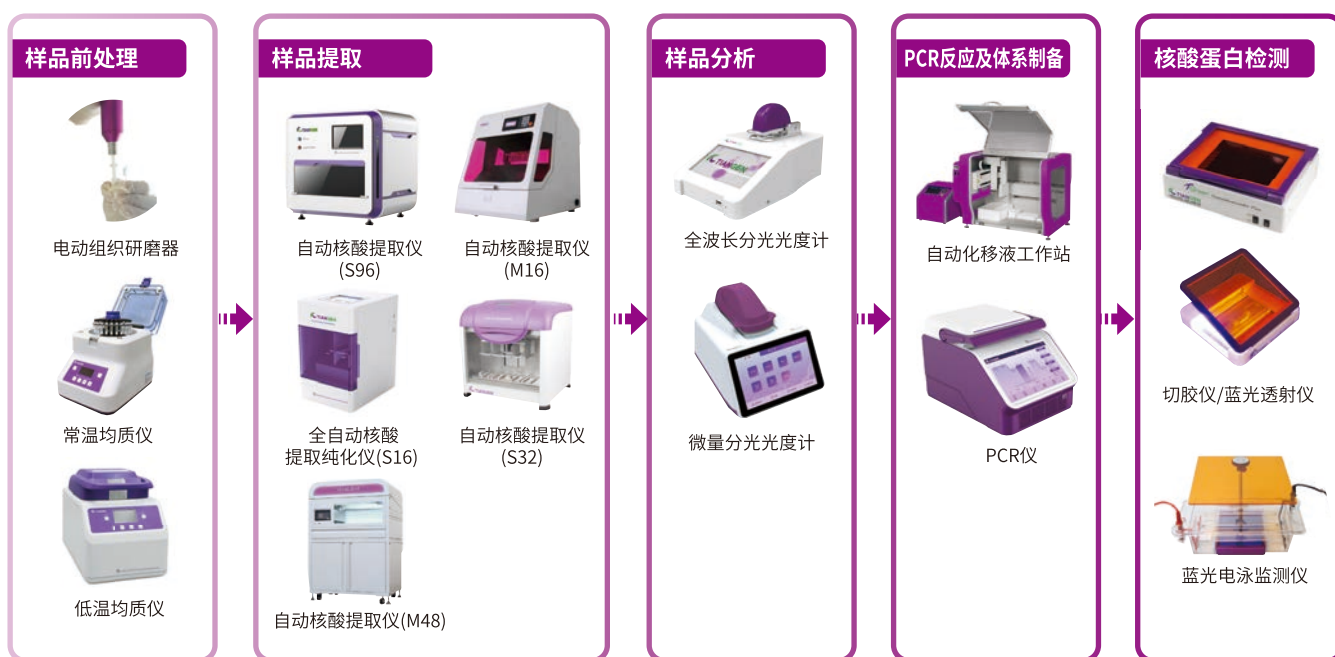 样品前处理
电动组织研磨器
常温均质仪
低温均质仪
样品提取
自动核酸提取仪
(S96)
自动核酸提取仪
(M16)
全自动核酸
提取纯化仪(S16)
自动核酸提取仪
(S32)
自动核酸提取仪(M48)
样品分析
TIANGEN
全波长分光光度计
微量分光光度计
PCR反应及体系制备
自动化移液工作站
PCR仪
核酸蛋白检测
切胶仪/蓝光透射仪
蓝光电泳监测仪